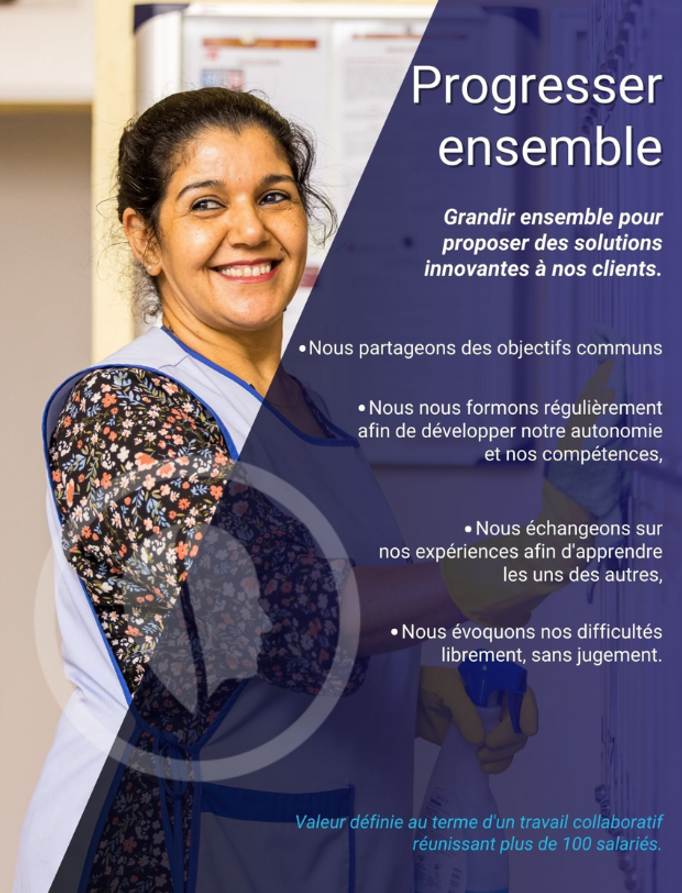 Progresser
ensemble
Grandir ensemble pour
proposer des solutions
innovantes à nos clients.
•Nous partageons des objectifs communs
•Nous nous formons régulièrement
afin de développer notre autonomie
et nos compétences,
•Nous échangeons sur
nos expériences afin d'apprendre
les uns des autres,
•Nous évoquons nos difficultés
librement, sans jugement.
Valeur définie au terme d'un travail collaboratif
réunissant plus de 100 salariés.